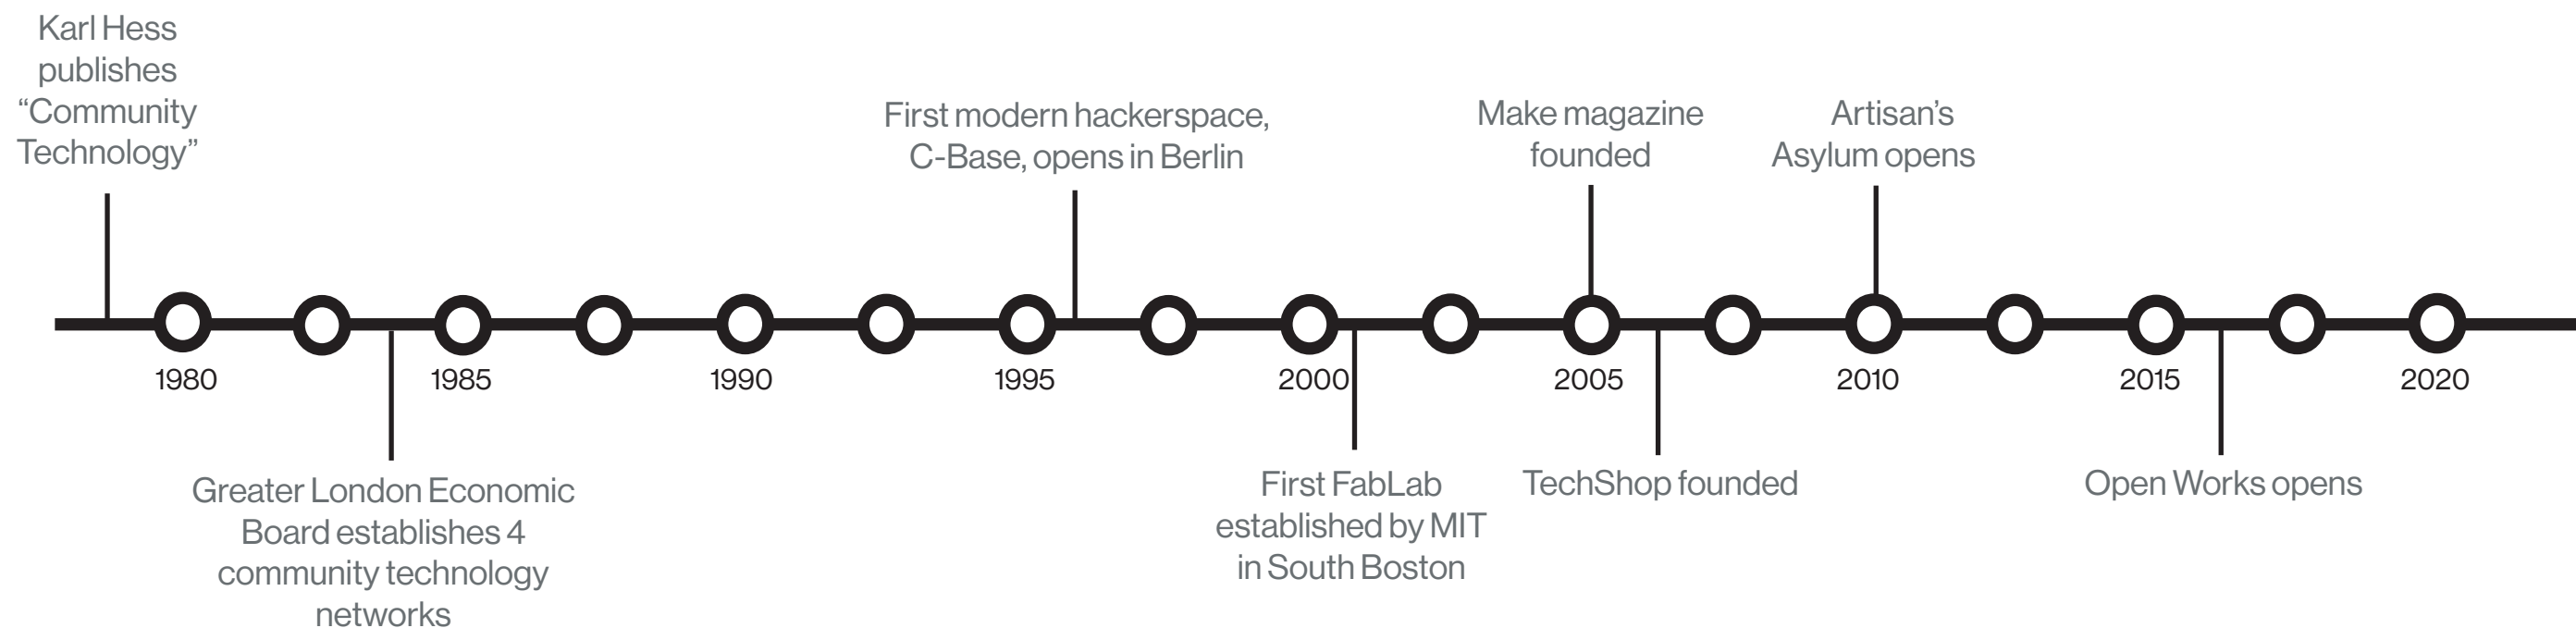 Karl Hess
publishes
“Community
Technology”
First modern hackerspace,
C-Base, opens in Berlin
Make magazine
founded
Artisan’s
Asylum opens
1980
1985
1990
1995
2000
2005
2010
2015
2020
Greater London Economic
Board establishes 4
community technology
networks
First FabLab
established by MIT
in South Boston
TechShop founded
Open Works opens